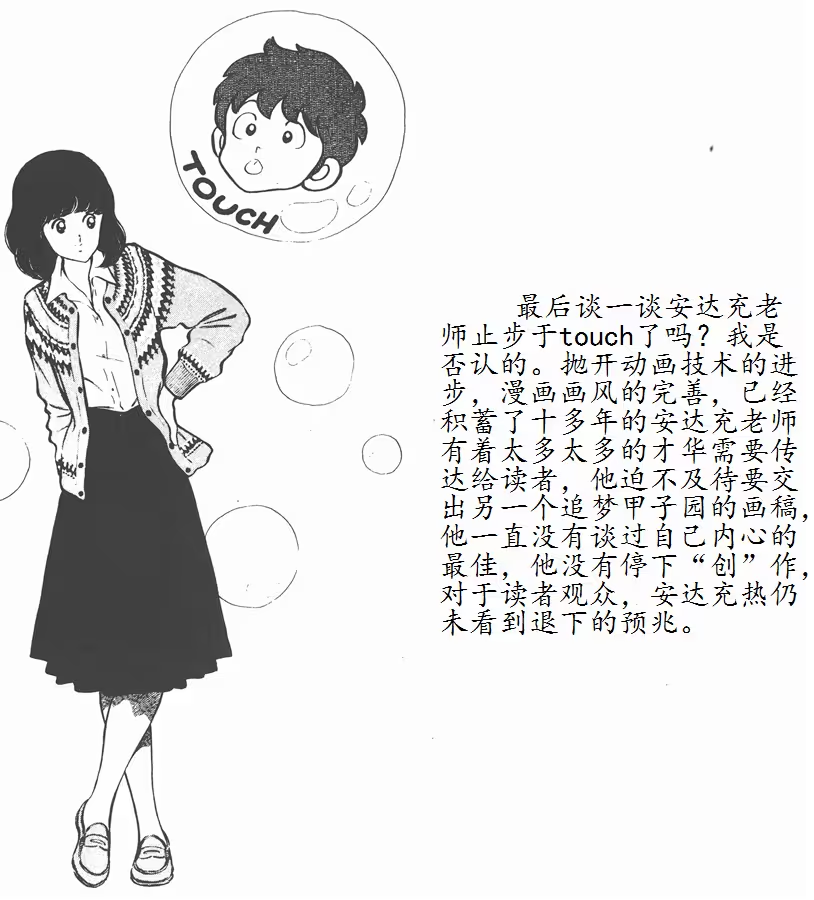 TOUCH
最后谈一谈安达充老
师止步于touch了吗？我是
否认的。抛开动画技术的进
步，漫画画风的完善，已经
积蓄了十多年的安达充老师
有着太多太多的才华需要传
达给读者，他迫不及待要交
出另一个追梦甲子园的画稿，
他一直没有谈过自己内心的
最佳，他没有停下“创”作，
对于读者观众，安达充热仍
未看到退下的预兆。